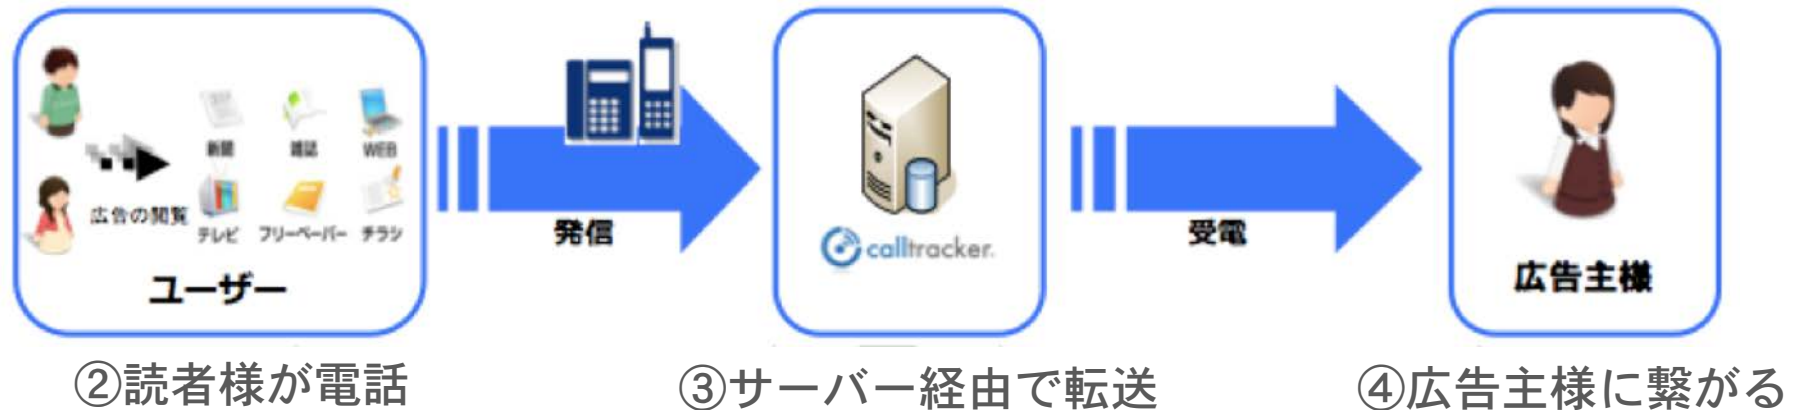 新聞
雑誌
WEB
広告の閲覧
テレビ
フリーペーパー
チラシ
ユーザー
発信
calltracker.
受電
広告主様
②読者様が電話
③サーバー経由で転送
④広告主様に繋がる